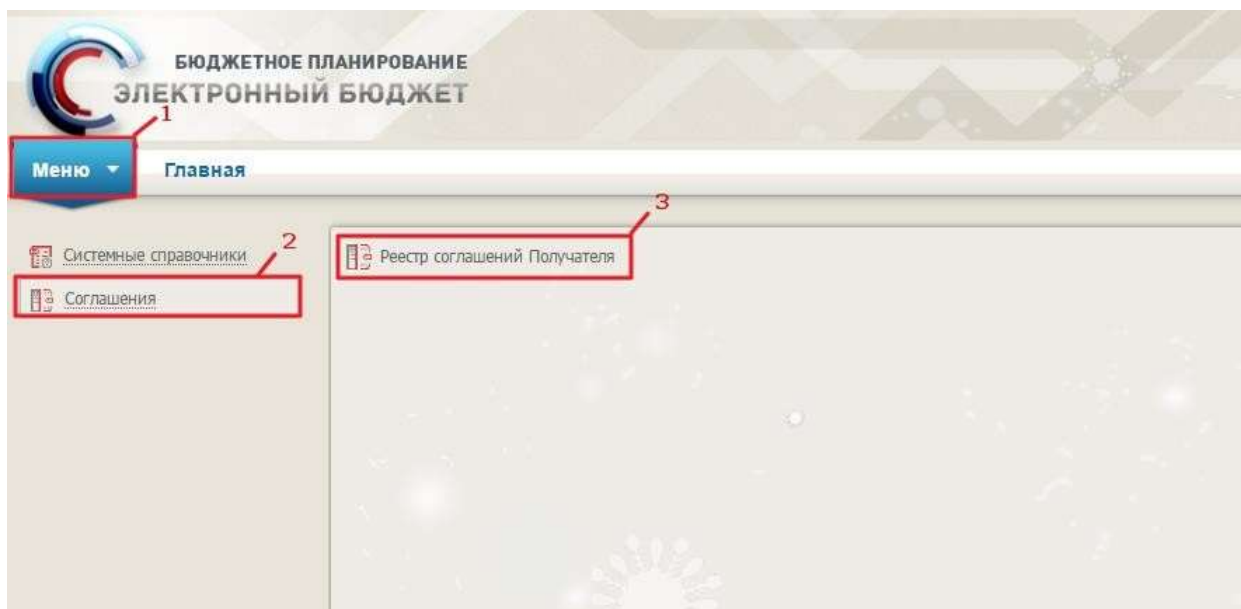 БЮДЖЕТНОЕ ПЛАНИРОВАНИЕ
ЭЛЕКТРОННЫЙ БЮДЖЕТ
1
Меню Главная
3
2
Системные справочники
Реестр соглашений Получателя
Соглашения